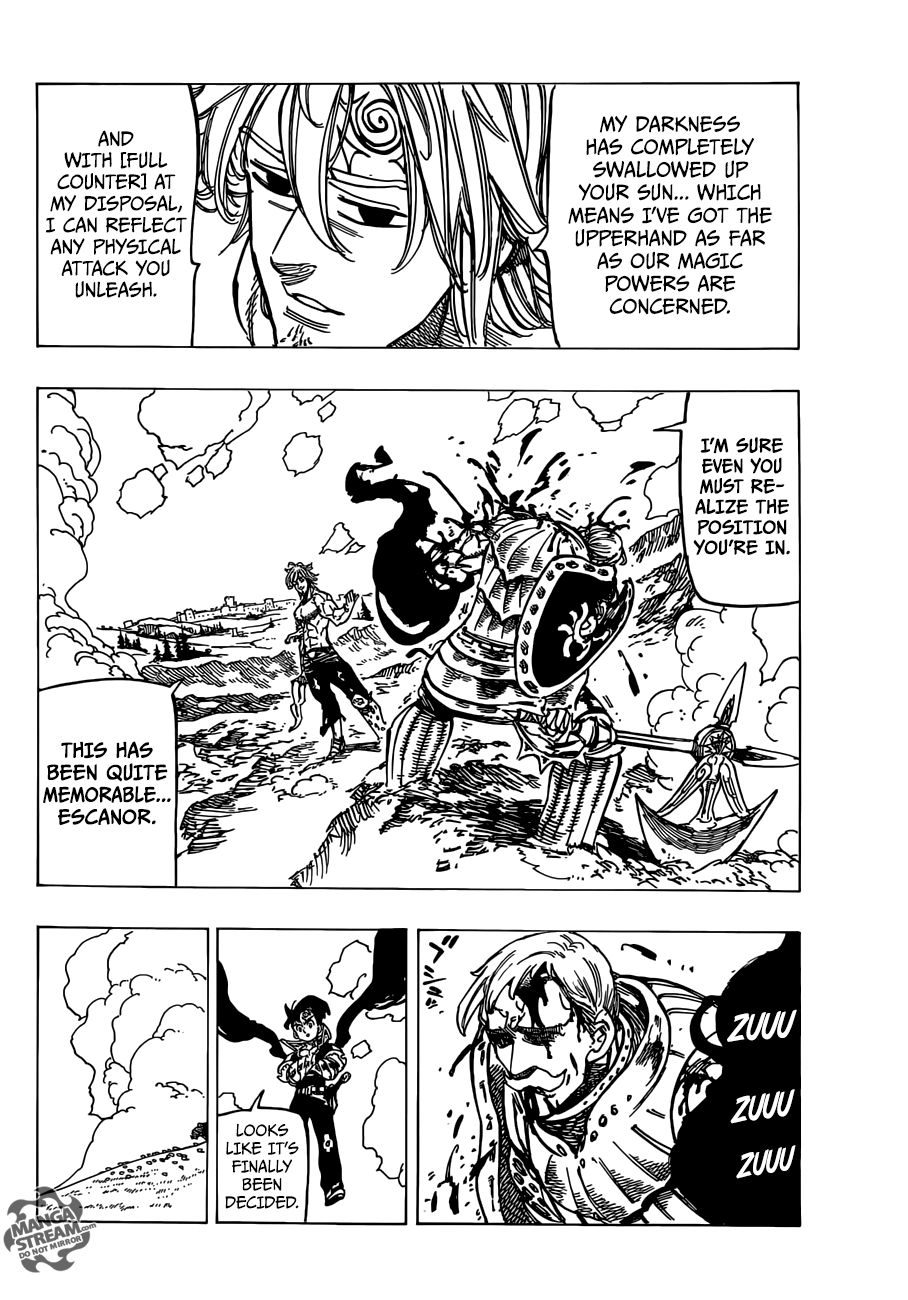 MY DARKNESS
HAS COMPLETELY
SWALLOWED UP
YOUR SUN... WHICH
MEANS I'VE GOT THE
UPPERHAND AS FAR
AS OUR MAGIC
POWERS ARE
CONCERNED.
AND
WITH [FULL
COUNTER] AT
MY DISPOSAL,
I CAN REFLECT
ANY PHYSICAL
ATTACK YOU
UNLEASH.
I'M SURE
EVEN YOU
MUST RE-
ALIZE THE
POSITION
YOU'RE IN.
THIS HAS
BEEN QUITE
MEMORABLE...
ESCANOR.
ZUUU
ZUUU
ZUUU
LOOKS
LIKE IT'S
FINALLY
BEEN
DECIDED.
MANGA
STREAM.com
DO NOT MIRROR